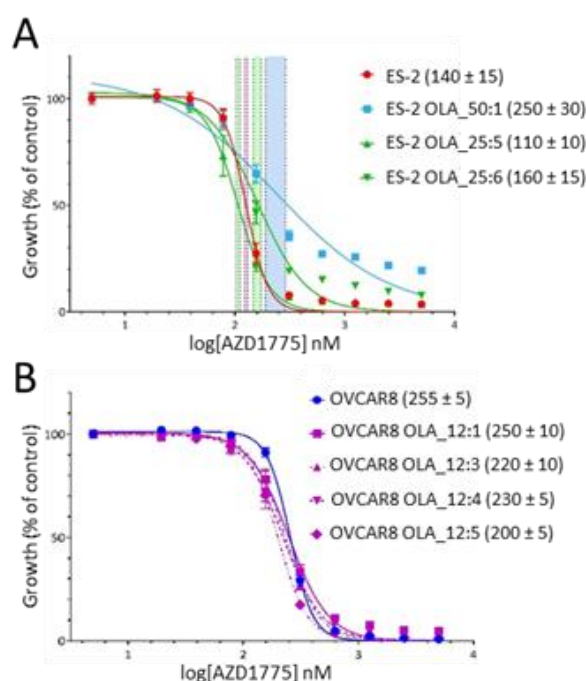 A
ES-2 (140 ± 15)
ES-2 OLA_50:1 (250 ± 30)
ES-2 OLA_25:5 (110 ± 10)
ES-2 OLA_25:6 (160 ± 15)
Growth (% of control)
100
50
0
1
2
3
4
log[AZD1775] nM
B
OVCAR8 (255 ± 5)
OVCAR8 OLA_12:1 (250 ± 10)
OVCAR8 OLA_12:3 (220 ± 10)
OVCAR8 OLA_12:4 (230 ± 5)
OVCAR8 OLA_12:5 (200 ± 5)
Growth (% of control)
100
50
0
1
2
3
4
log[AZD1775] nM